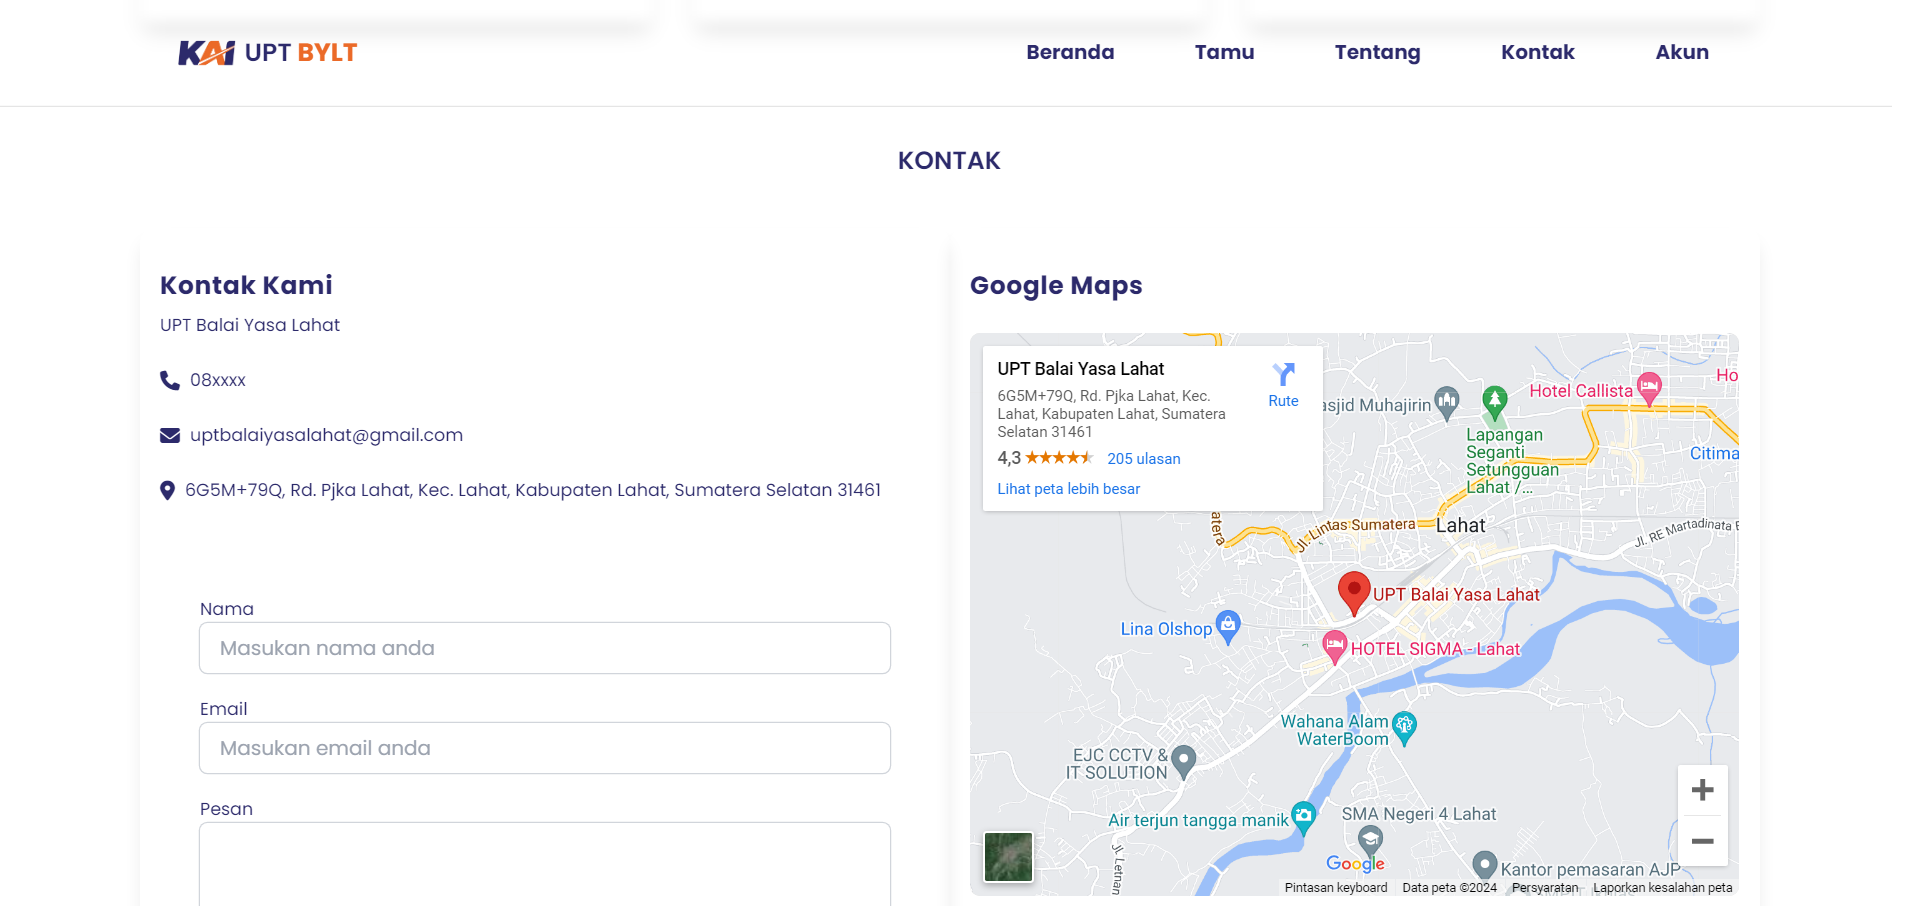 KAI UPT BYLT
Beranda
Tamu
Tentang
Kontak
Akun
KONTAK
Kontak Kami
UPT Balai Yasa Lahat
08xxxx
uptbalaiyasalahat@gmail.com
6G5M+79Q, Rd. Pjka Lahat, Kec. Lahat, Kabupaten Lahat, Sumatera Selatan 31461
Nama
Masukan nama anda
Email
Masukan email anda
Pesan
Google Maps
UPT Balai Yasa Lahat
6G5M+79Q, Rd. Pjka Lahat, Kec.
Lahat, Kabupaten Lahat, Sumatera
Selatan 31461
4,3
205 ulasan
Lihat peta lebih besar
Rute
asjid Muhajirin
Hotel Callista
Ho
Lapangan
Seganti
Setungguan
Lahat /...
Citima
atera
Jl. Lintas Sumatera
Lahat
Jl. RE Martadinata
UPT Balai Yasa Lahat
Lina Olshop
HOTEL SIGMA - Lahat
Wahana Alam
WaterBoom
EJC CCTV &
IT SOLUTION
Air terjun tangga manik
SMA Negeri 4 Lahat
Jl. Letnan
Google
Kantor pemasaran AJP
Pintasan keyboard
Data peta ©2024
Persyaratan
Laporkan kesalahan peta